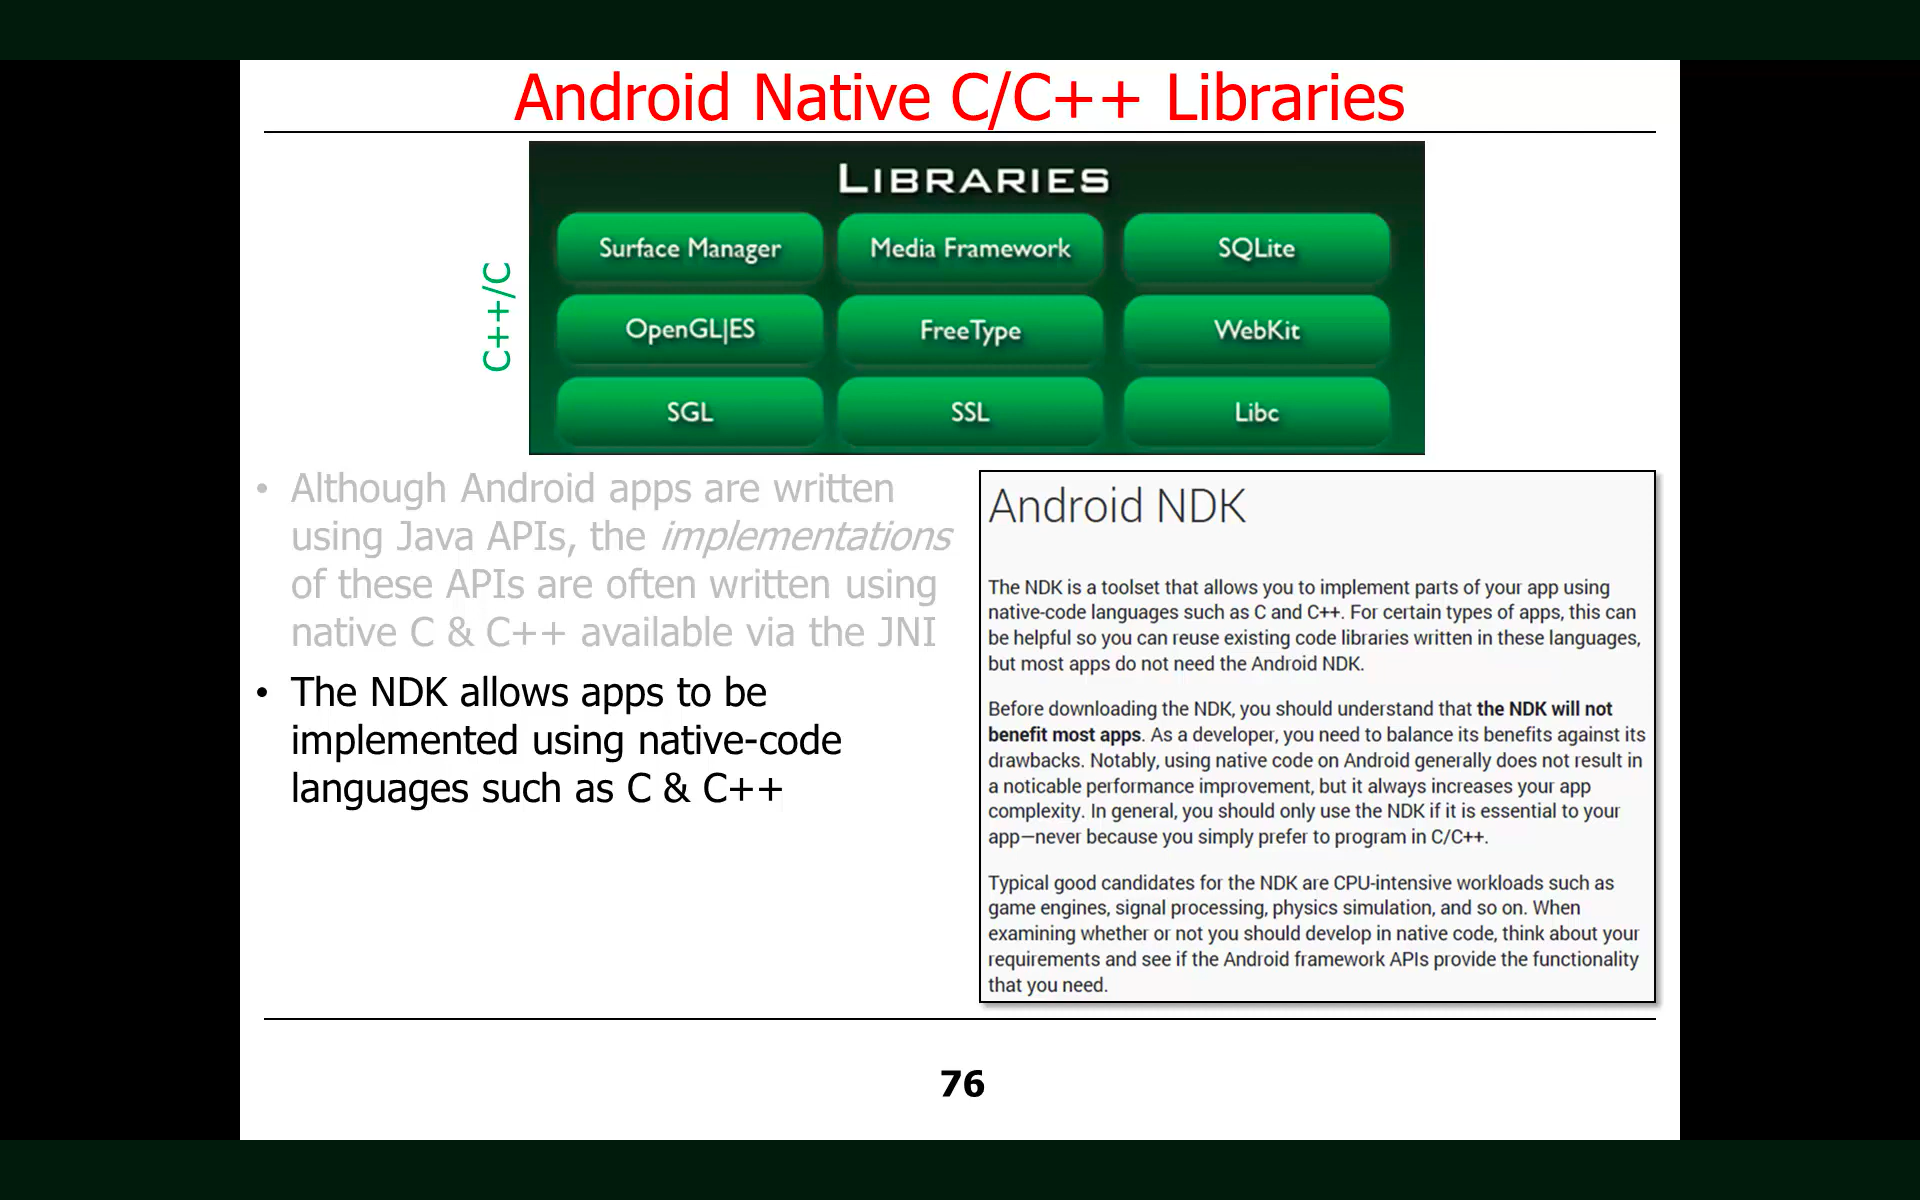 Android Native C/C++ Libraries
LIBRARIES
C++/C
Surface Manager
Media Framework
SQLite
OpenGL|ES
FreeType
WebKit
SGL
SSL
Libc
• Although Android apps are written
using Java APIs, the implementations
of these APIs are often written using
native C & C++ available via the JNI
• The NDK allows apps to be
implemented using native-code
languages such as C & C++
Android NDK
The NDK is a toolset that allows you to implement parts of your app using
native-code languages such as C and C++. For certain types of apps, this can
be helpful so you can reuse existing code libraries written in these languages,
but most apps do not need the Android NDK.
Before downloading the NDK, you should understand that the NDK will not
benefit most apps. As a developer, you need to balance its benefits against its
drawbacks. Notably, using native code on Android generally does not result in
a noticable performance improvement, but it always increases your app
complexity. In general, you should only use the NDK if it is essential to your
app—never because you simply prefer to program in C/C++.
Typical good candidates for the NDK are CPU-intensive workloads such as
game engines, signal processing, physics simulation, and so on. When
examining whether or not you should develop in native code, think about your
requirements and see if the Android framework APIs provide the functionality
that you need.
76